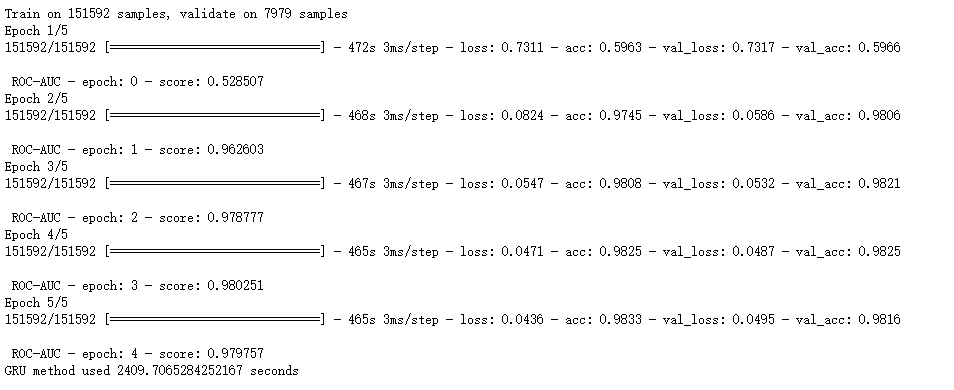 Train on 151592 samples, validate on 7979 samples
Epoch 1/5
151592/151592 [==============================] - 472s 3ms/step - loss: 0.7311 - acc: 0.5963 - val_loss: 0.7317 - val_acc: 0.5966
ROC-AUC - epoch: 0 - score: 0.528507
Epoch 2/5
151592/151592 [==============================] - 468s 3ms/step - loss: 0.0824 - acc: 0.9745 - val_loss: 0.0586 - val_acc: 0.9806
ROC-AUC - epoch: 1 - score: 0.962603
Epoch 3/5
151592/151592 [==============================] - 467s 3ms/step - loss: 0.0547 - acc: 0.9808 - val_loss: 0.0532 - val_acc: 0.9821
ROC-AUC - epoch: 2 - score: 0.978777
Epoch 4/5
151592/151592 [==============================] - 465s 3ms/step - loss: 0.0471 - acc: 0.9825 - val_loss: 0.0487 - val_acc: 0.9825
ROC-AUC - epoch: 3 - score: 0.980251
Epoch 5/5
151592/151592 [==============================] - 465s 3ms/step - loss: 0.0436 - acc: 0.9833 - val_loss: 0.0495 - val_acc: 0.9816
ROC-AUC - epoch: 4 - score: 0.979757
GRU method used 2409.7065284252167 seconds